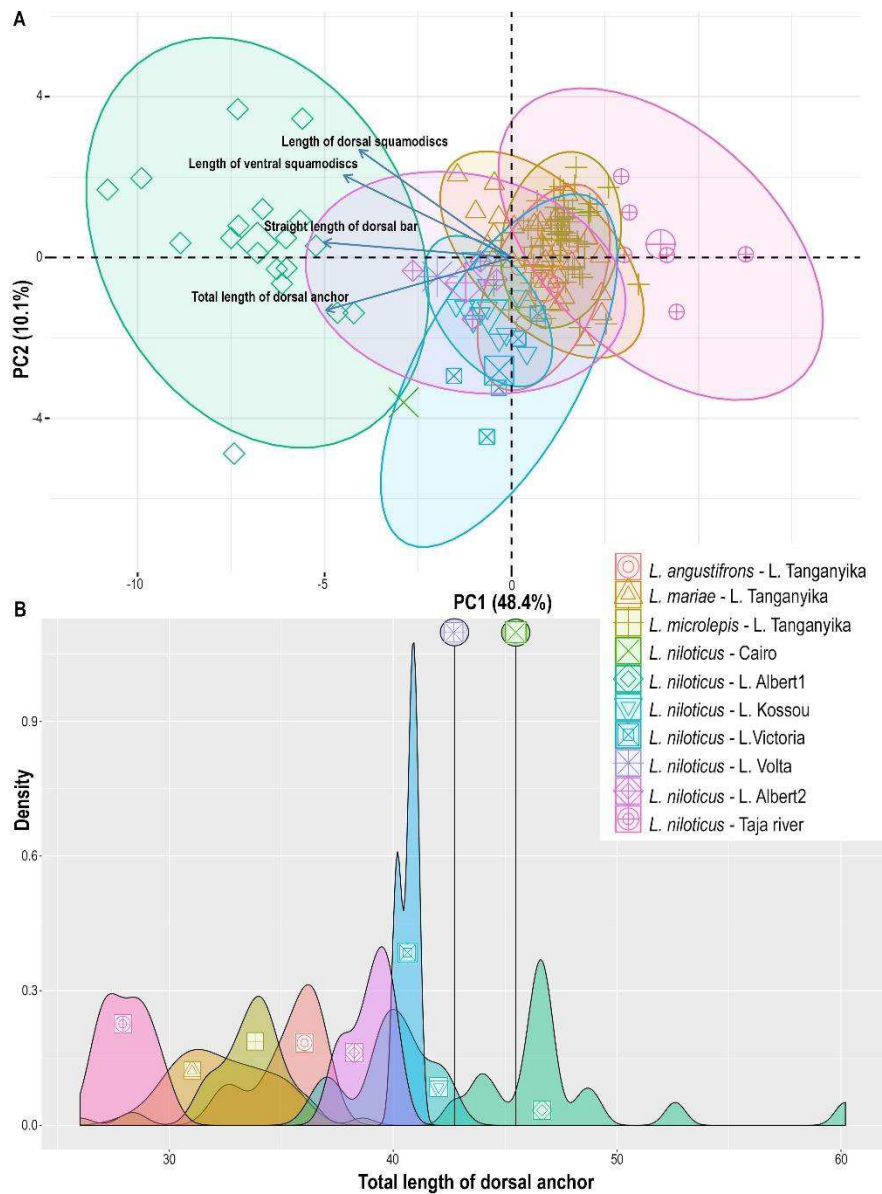 A
4
2
0
-4
PC2 (10.1%)
Length of dorsal squamodiscs
Length of ventral squamodiscs
Straight length of dorsal bar
Total length of dorsal anchor
-10
-5
0
PC1 (48.4%)
L. angustifrons - L. Tanganyika
L. mariae - L. Tanganyika
L. microlepis - L. Tanganyika
L. niloticus - Cairo
L. niloticus - L. Albert1
L. niloticus - L. Kossou
L. niloticus - L.Victoria
L. niloticus - L. Volta
L. niloticus - L. Albert2
L. niloticus - Taja river
B
0.9
0.6
0.3
0.0
Density
30
40
50
60
Total length of dorsal anchor